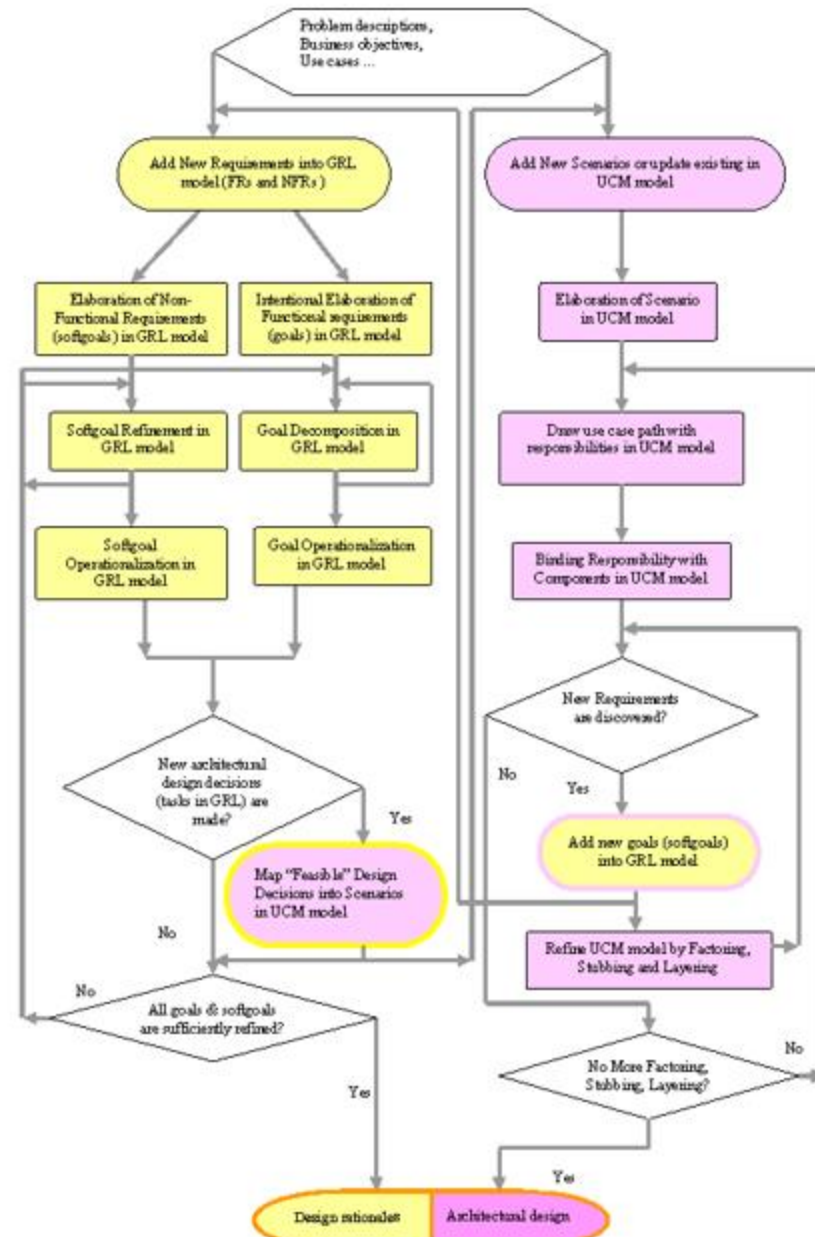 Problem descriptions,
Business objectives,
Use cases ...
Add New Requirements into GRL
model (FRs and NFRs )
Add New Scenarios or update existing in
UCM model
Elaboration of Non-
Functional Requirements
(softgoals) in GRL model
Intentional Elaboration of
Functional requirements
(goals) in GRL model
Elaboration of Scenario
in UCM model
Softgoal Refinement in
GRL model
Goal Decomposition in
GRL model
Draw use case path with
responsibilities in UCM model
Softgoal
Operationalization in
GRL model
Goal Operationalization
in GRL model
Binding Responsibility with
Components in UCM model
New Requirements
are discovered?
No
Yes
New architectural
design decisions
(tasks in GRL) are
made?
Yes
Add new goals (softgoals)
into GRL model
Map "Feasible" Design
Decisions into Scenarios
in UCM model
No
Refine UCM model by Factoring,
Stubbing and Layering
No
All goals & softgoals
are sufficiently refined?
Yes
No More Factoring,
Stubbing, Layering?
No
Yes
Design rationales
Architectural design